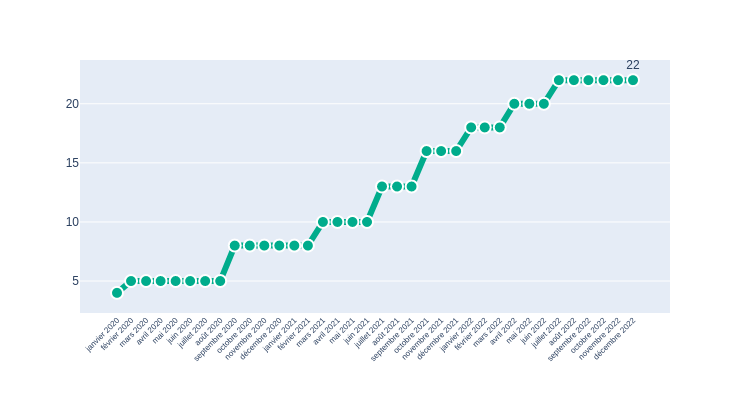 22
20
15
10
5
janvier 2020
février 2020
mars 2020
avril 2020
mai 2020
juin 2020
juillet 2020
août 2020
septembre 2020
octobre 2020
novembre 2020
décembre 2020
janvier 2021
février 2021
mars 2021
avril 2021
mai 2021
juin 2021
juillet 2021
août 2021
septembre 2021
octobre 2021
novembre 2021
décembre 2021
janvier 2022
février 2022
mars 2022
avril 2022
mai 2022
juin 2022
juillet 2022
août 2022
septembre 2022
octobre 2022
novembre 2022
décembre 2022